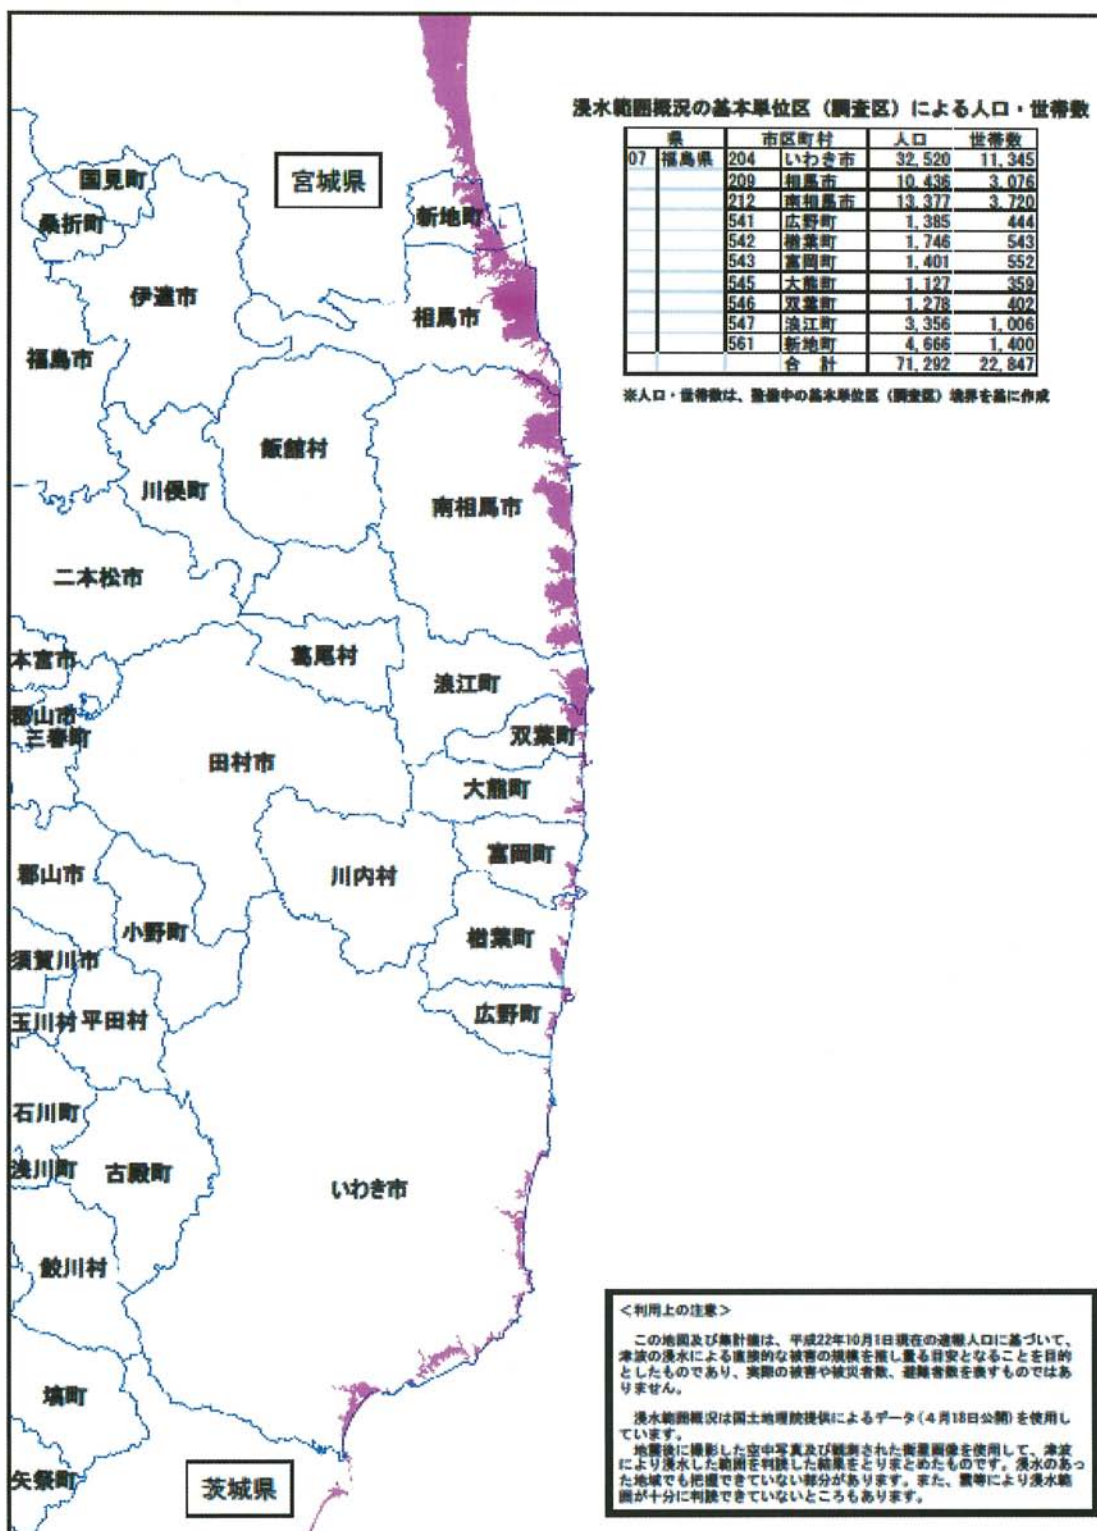 浸水範囲概況の基本単位区（調査区）による人口・世帯数
県 市区町村 人口 世帯数
07 福島県 204 いわき市 32,520 11,345
209 相馬市 10,436 3,076
212 南相馬市 13,377 3,720
541 広野町 1,385 444
542 楢葉町 1,746 543
543 富岡町 1,401 552
545 大熊町 1,127 359
546 双葉町 1,278 402
547 浪江町 3,356 1,006
561 新地町 4,666 1,400
合 計 71,292 22,847
※人口・世帯数は、整備中の基本単位区（調査区）境界を基に作成
宮城県
国見町
桑折町
新地町
伊達市
相馬市
福島市
飯舘村
川俣町
南相馬市
二本松市
葛尾村
本宮市
浪江町
郡山市
三春町
双葉町
田村市
大熊町
富岡町
郡山市
川内村
小野町
楢葉町
須賀川市
玉川村
平田村
広野町
石川町
浅川町
古殿町
いわき市
鮫川村
塙町
矢祭町
茨城県
＜利用上の注意＞
この地図及び集計値は、平成22年10月1日現在の速報人口に基づいて、
津波の浸水による直接的な被害の規模を推し量る目安となることを目的
としたものであり、実際の被害や被災者数、避難者数を表すものではあ
りません。
浸水範囲概況は国土地理院提供によるデータ（4月18日公開）を使用し
ています。
地震後に撮影した空中写真及び観測された衛星画像を使用して、津波
により浸水した範囲を判読した結果をとりまとめたものです。浸水のあっ
た地域でも把握できていない部分があります。また、雲等により浸水範
囲が十分に判読できていないところもあります。